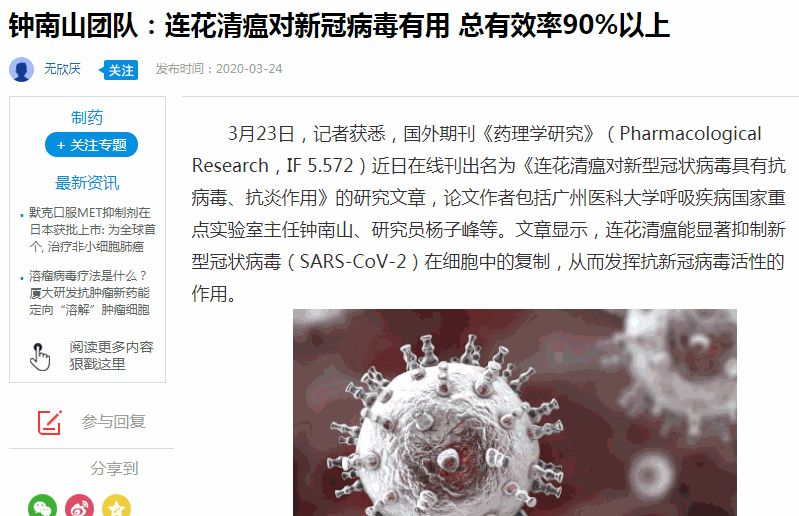 钟南山团队：连花清瘟对新冠病毒有用 总有效率90%以上
无欣厌
关注
发布时间：2020-03-24
制药
+ 关注专题
最新资讯
默克口服MET抑制剂在
日本获批上市: 为全球首
个, 治疗非小细胞肺癌
溶瘤病毒疗法是什么？
厦大研发抗肿瘤新药能
定向“溶解”肿瘤细胞
阅读更多内容
狠戳这里
参与回复
分享到
3月23日，记者获悉，国外期刊《药理学研究》（Pharmacological
Research，IF 5.572）近日在线刊出名为《连花清瘟对新型冠状病毒具有抗
病毒、抗炎作用》的研究文章，论文作者包括广州医科大学呼吸疾病国家重
点实验室主任钟南山、研究员杨子峰等。文章显示，连花清瘟能显著抑制新
型冠状病毒（SARS-CoV-2）在细胞中的复制，从而发挥抗新冠病毒活性的
作用。